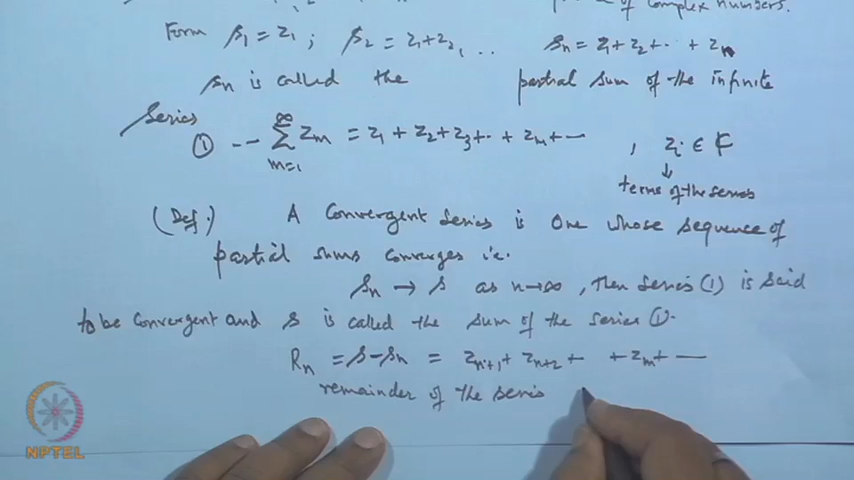 of Complex numbers.
Form s₁ = z₁ ; s₂ = z₁+z₂, ... sn = z₁+z₂+ ·· + zn
sn is called the partial sum of the infinite
Series
① -- ∞ Σ m=1 zm = z₁ + z₂ + z₃+ ·· + zm + — , zi ∈ ₵
↓
terms of the series
(Def.) A Convergent Series is One whose sequence of
partial sums converges i.e.
sn → s as n→∞ , then series (1) is said
to be convergent and s is called the sum of the series ①.
Rn = s-sn = zn+1 + zn+2 + - + zm + —
remainder of the series
NPTEL